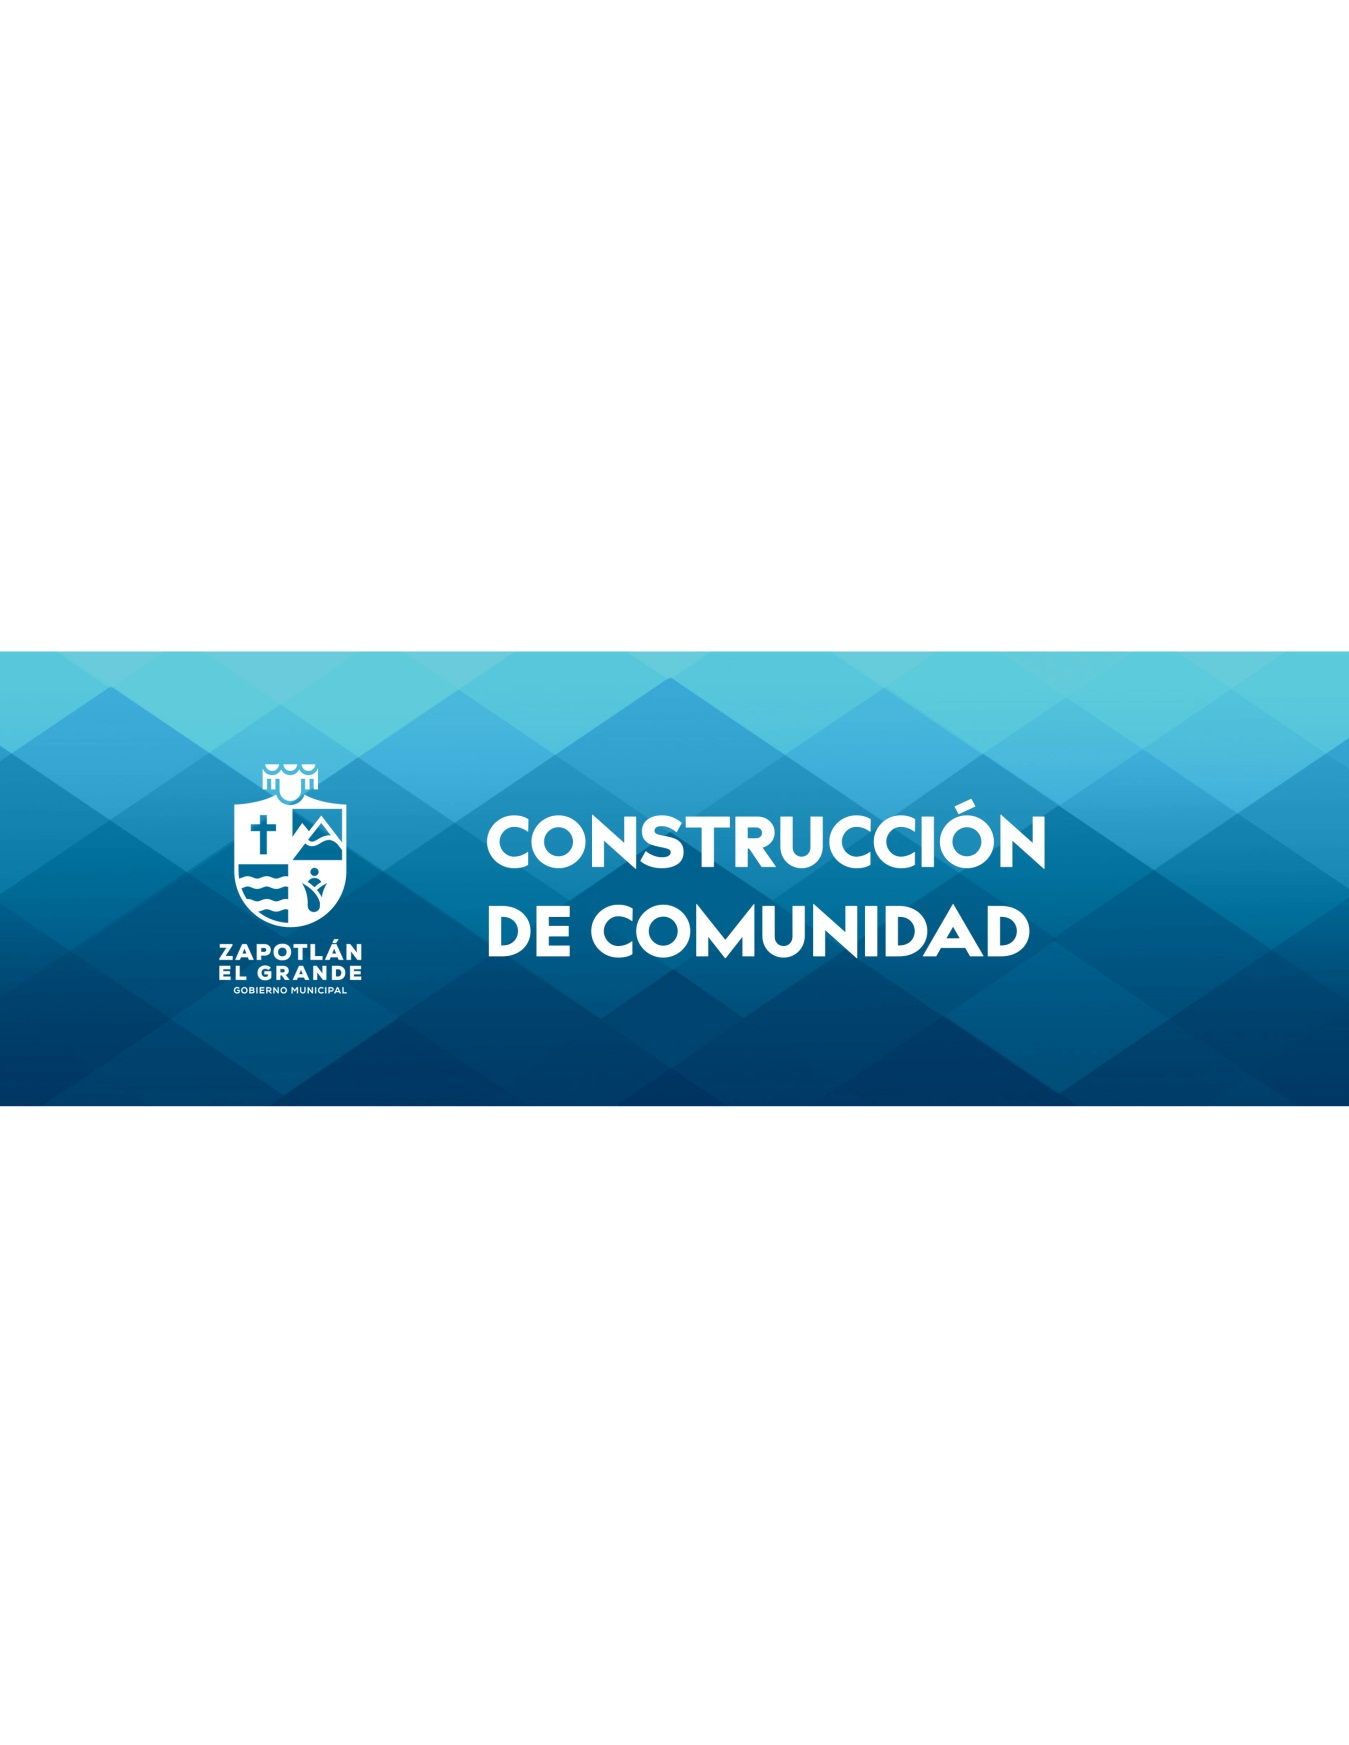 ZAPOTLÁN
EL GRANDE
GOBIERNO MUNICIPAL
CONSTRUCCIÓN
DE COMUNIDAD